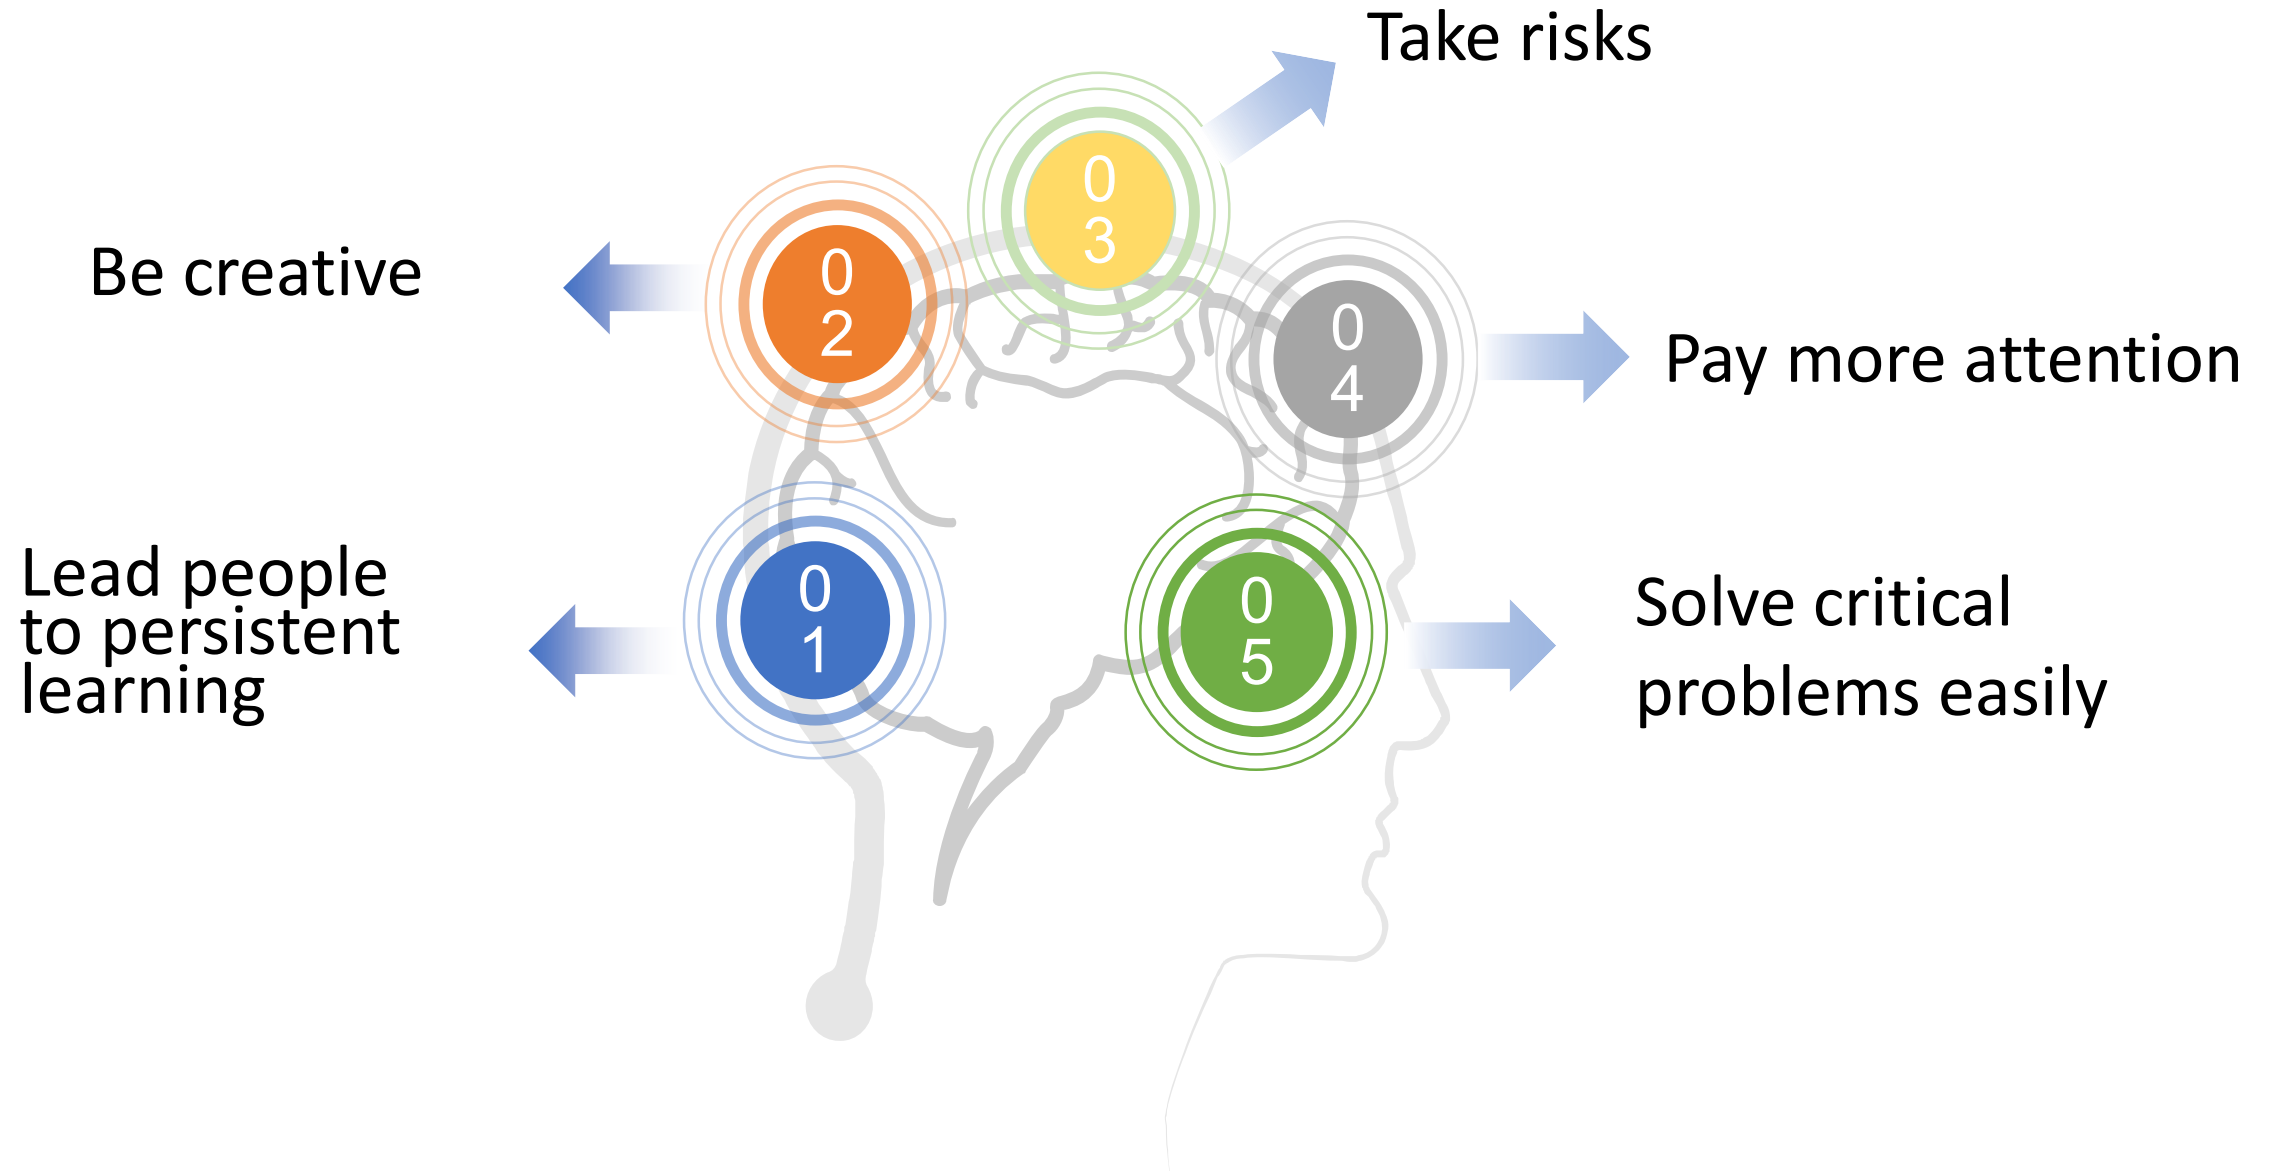 Take risks
0
3
Be creative
0
2
0
4
Pay more attention
Lead people
to persistent
learning
0
1
0
5
Solve critical
problems easily